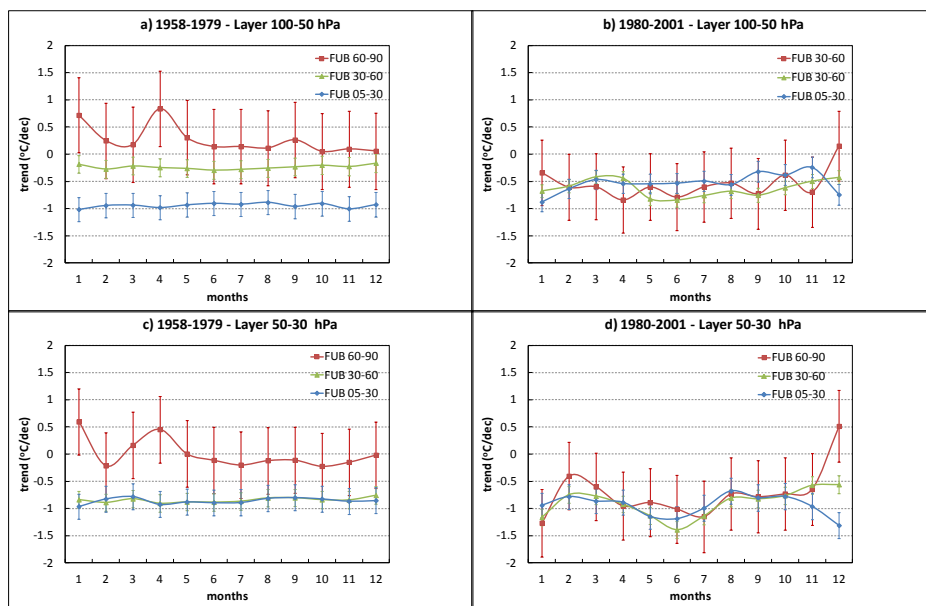 a) 1958-1979 - Layer 100-50 hPa
FUB 60-90
FUB 30-60
FUB 05-30
trend (°C/dec)
2
1.5
1
0.5
0
-0.5
-1
-1.5
-2
1 2 3 4 5 6 7 8 9 10 11 12
months
b) 1980-2001 - Layer 100-50 hPa
FUB 30-60
FUB 30-60
FUB 05-30
trend (°C/dec)
2
1.5
1
0.5
0
-0.5
-1
-1.5
-2
1 2 3 4 5 6 7 8 9 10 11 12
months
c) 1958-1979 - Layer 50-30 hPa
FUB 60-90
FUB 30-60
FUB 05-30
trend (°C/dec)
2
1.5
1
0.5
0
-0.5
-1
-1.5
-2
1 2 3 4 5 6 7 8 9 10 11 12
months
d) 1980-2001 - Layer 50-30 hPa
FUB 60-90
FUB 30-60
FUB 05-30
trend (°C/dec)
2
1.5
1
0.5
0
-0.5
-1
-1.5
-2
1 2 3 4 5 6 7 8 9 10 11 12
months